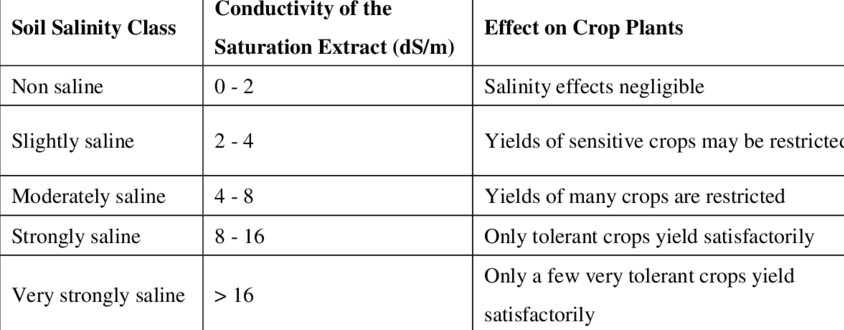 Soil Salinity Class
Conductivity of the
Saturation Extract (dS/m)
Effect on Crop Plants
Non saline
0 - 2
Salinity effects negligible
Slightly saline
2 - 4
Yields of sensitive crops may be restricted
Moderately saline
4 - 8
Yields of many crops are restricted
Strongly saline
8 - 16
Only tolerant crops yield satisfactorily
Very strongly saline
> 16
Only a few very tolerant crops yield
satisfactorily